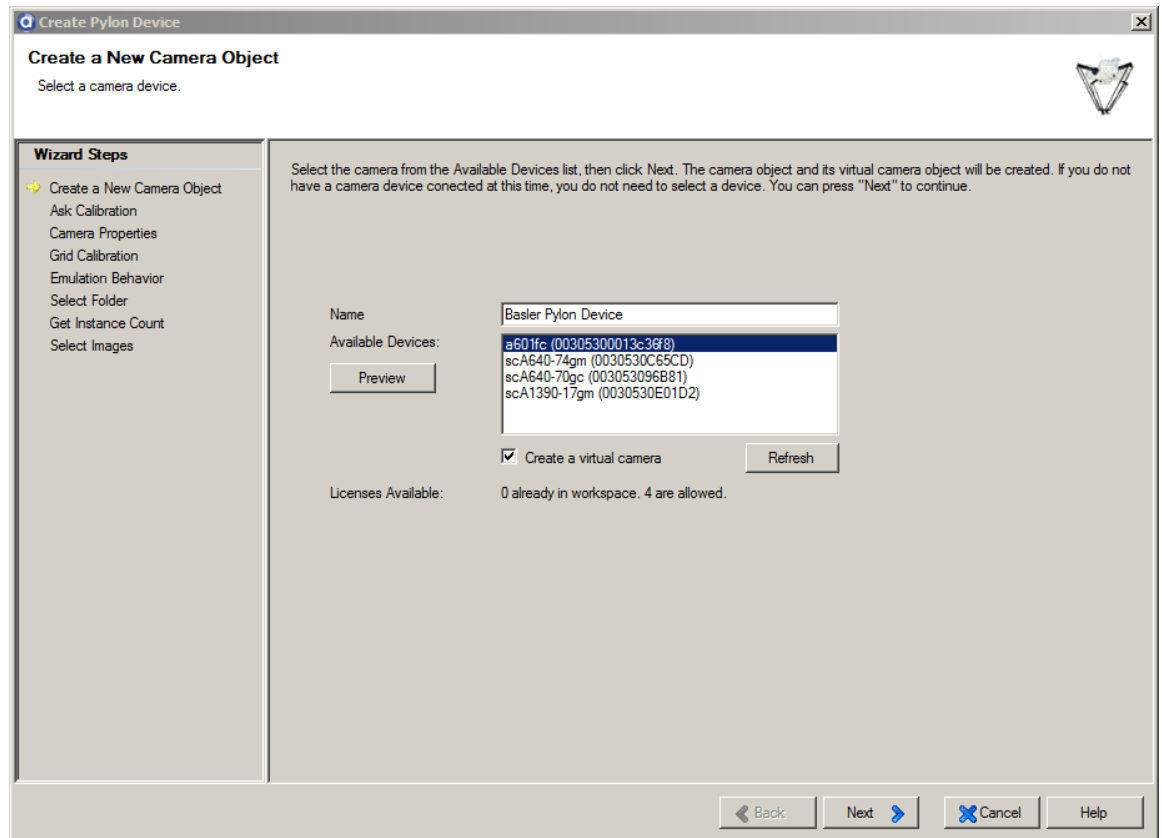 Create Pylon Device
Create a New Camera Object
Select a camera device.
Wizard Steps
Create a New Camera Object
Ask Calibration
Camera Properties
Grid Calibration
Emulation Behavior
Select Folder
Get Instance Count
Select Images
Select the camera from the Available Devices list, then click Next. The camera object and its virtual camera object will be created. If you do not
have a camera device conected at this time, you do not need to select a device. You can press "Next" to continue.
Name
Basler Pylon Device
Available Devices:
Preview
a601fc (00305300013c36f8)
scA640-74gm (0030530C65CD)
scA640-70gc (003053096B81)
scA1390-17gm (0030530E01D2)
Create a virtual camera
Refresh
Licenses Available:
0 already in workspace. 4 are allowed.
Back
Next
Cancel
Help